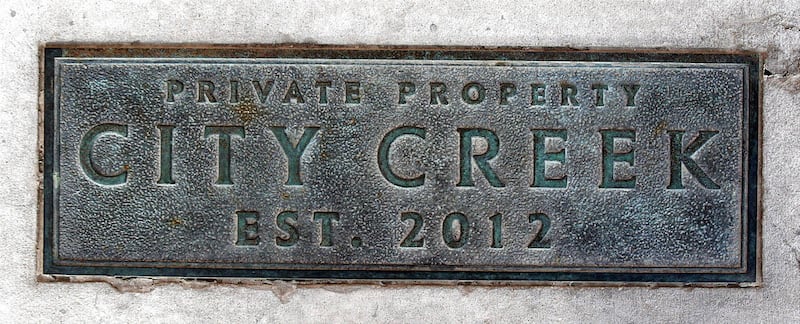 PRIVATE PROPERTY
CITY CREEK
EST. 2012